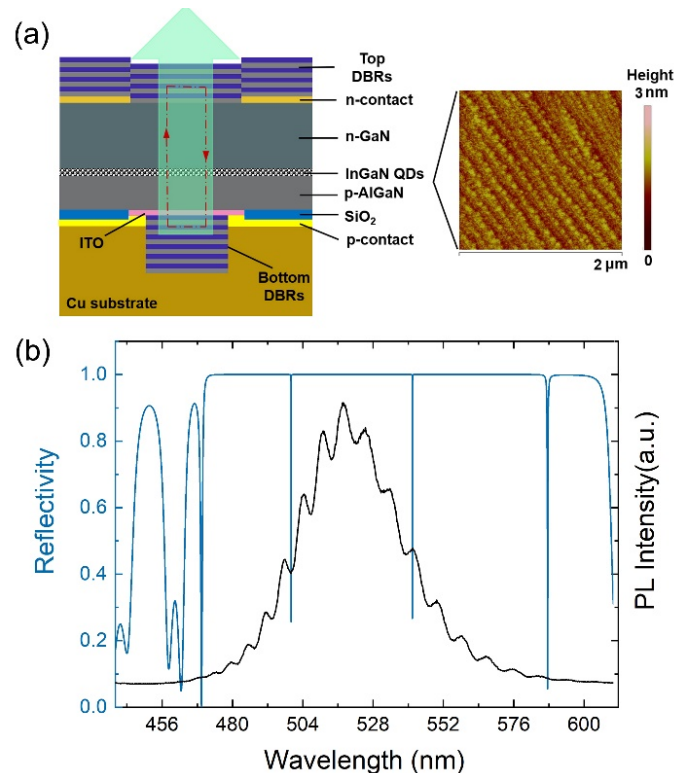 (a)
Top
DBRs
n-contact
n-GaN
InGaN QDs
p-AlGaN
SiO₂
p-contact
ITO
Bottom
DBRs
Cu substrate
Height
3 nm
0
2 μm
(b)
Reflectivity
1.0
0.8
0.6
0.4
0.2
0.0
PL Intensity(a.u.)
456 480 504 528 552 576 600
Wavelength (nm)